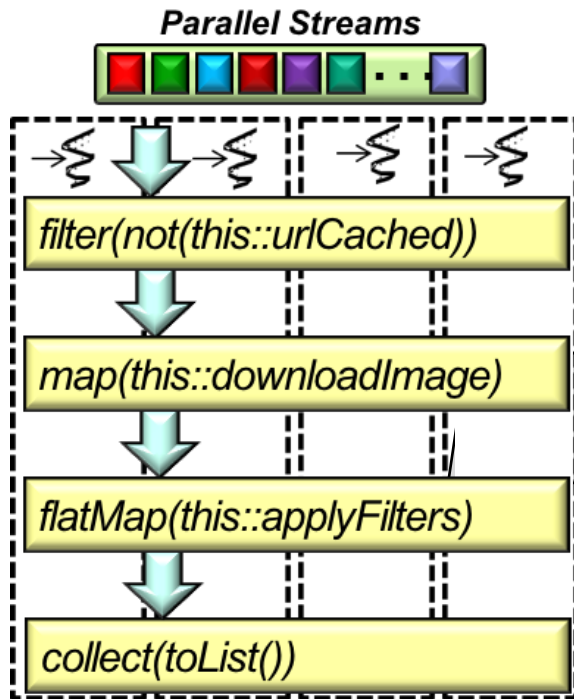 Parallel Streams
filter(not(this::urlCached))
map(this::downloadImage)
flatMap(this::applyFilters)
collect(toList())